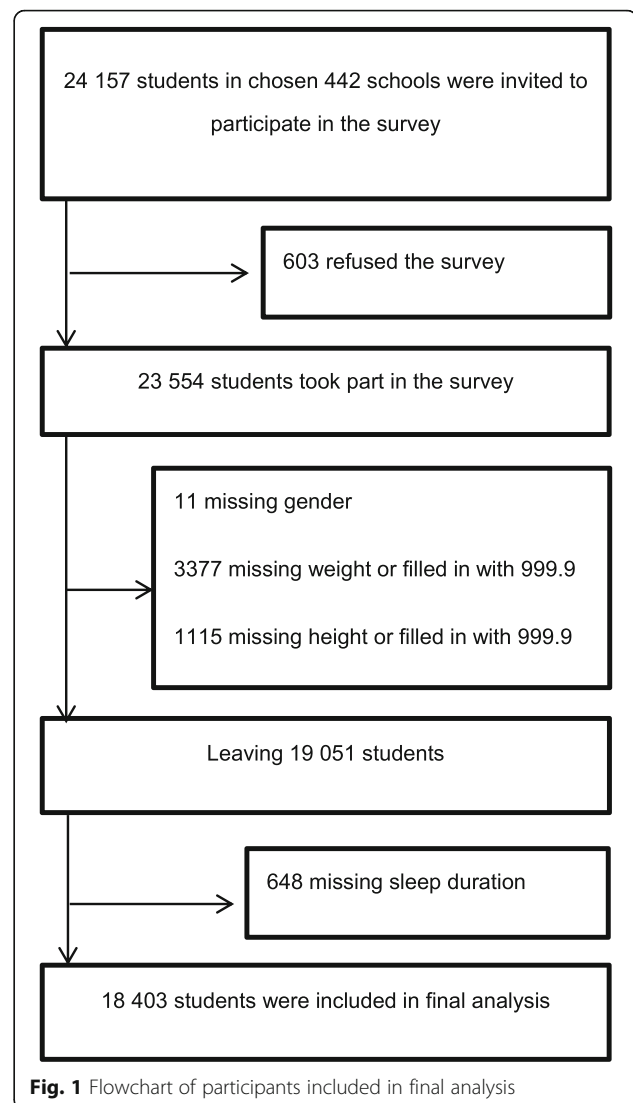 24 157 students in chosen 442 schools were invited to
participate in the survey
603 refused the survey
23 554 students took part in the survey
11 missing gender
3377 missing weight or filled in with 999.9
1115 missing height or filled in with 999.9
Leaving 19 051 students
648 missing sleep duration
18 403 students were included in final analysis
Fig. 1 Flowchart of participants included in final analysis